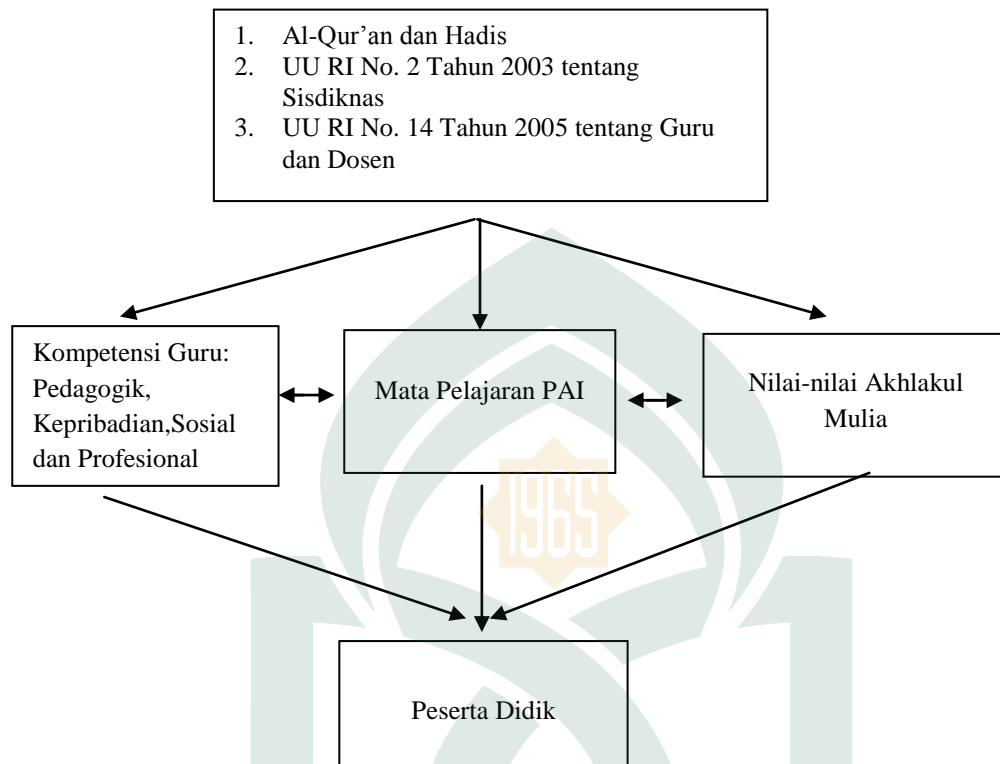 1. Al-Qur’an dan Hadis
2. UU RI No. 2 Tahun 2003 tentang
Sisdiknas
3. UU RI No. 14 Tahun 2005 tentang Guru
dan Dosen
Kompetensi Guru:
Pedagogik,
Kepribadian,Sosial
dan Profesional
Mata Pelajaran PAI
Nilai-nilai Akhlakul
Mulia
1965
Peserta Didik